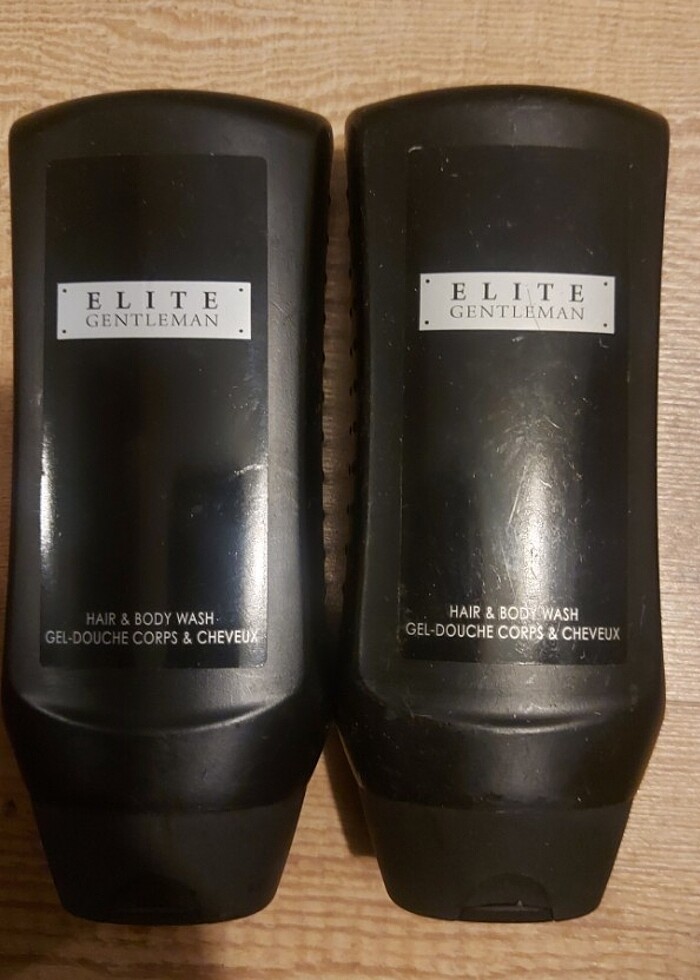 ELITE
GENTLEMAN
HAIR & BODY WASH
GEL-DOUCHE CORPS & CHEVEUX
ELITE
GENTLEMAN
HAIR & BODY WASH
GEL-DOUCHE CORPS & CHEVEUX